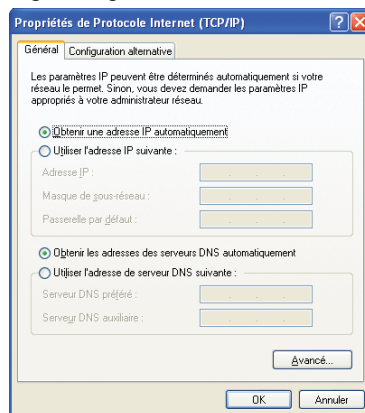 Propriétés de Protocole Internet (TCP/IP)
Général
Configuration alternative
Les paramètres IP peuvent être déterminés automatiquement si votre
réseau le permet. Sinon, vous devez demander les paramètres IP
appropriés à votre administrateur réseau.
Obtenir une adresse IP automatiquement
Utiliser l'adresse IP suivante :
Adresse IP :
Masque de sous-réseau :
Passerelle par défaut :
Obtenir les adresses des serveurs DNS automatiquement
Utiliser l'adresse de serveur DNS suivante :
Serveur DNS préféré :
Serveur DNS auxiliaire :
Avancé...
OK
Annuler